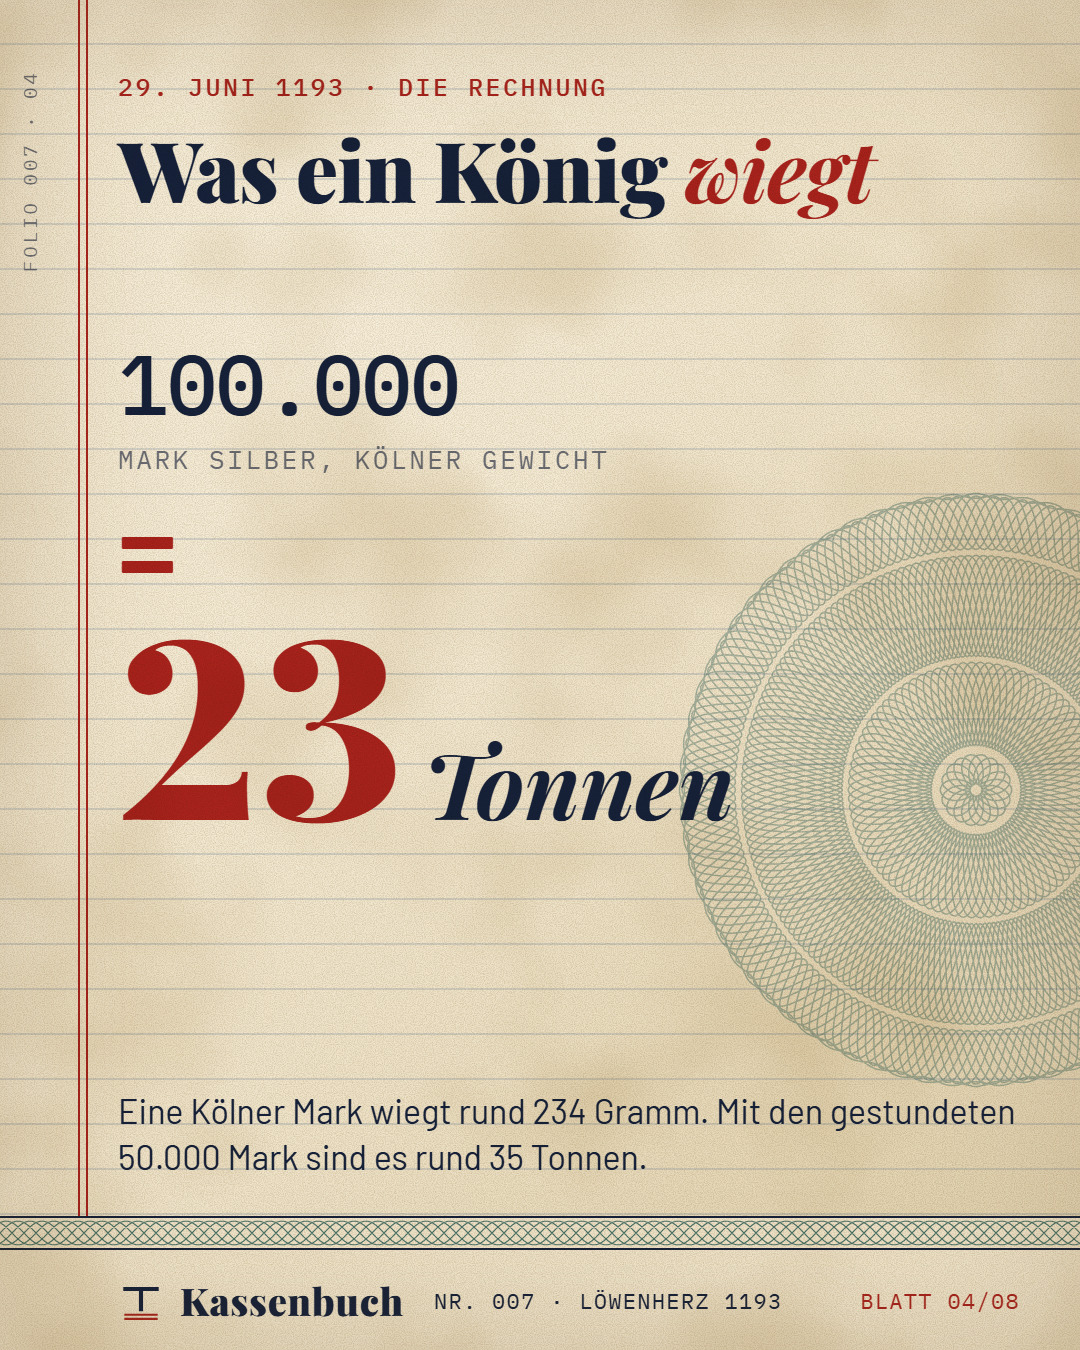 FOLIO 007 · 04
29. JUNI 1193 · DIE RECHNUNG
Was ein König wiegt
100.000
MARK SILBER, KÖLNER GEWICHT
=
23 Tonnen
Eine Kölner Mark wiegt rund 234 Gramm. Mit den gestundeten
50.000 Mark sind es rund 35 Tonnen.
Kassenbuch NR. 007 · LÖWENHERZ 1193 BLATT 04/08